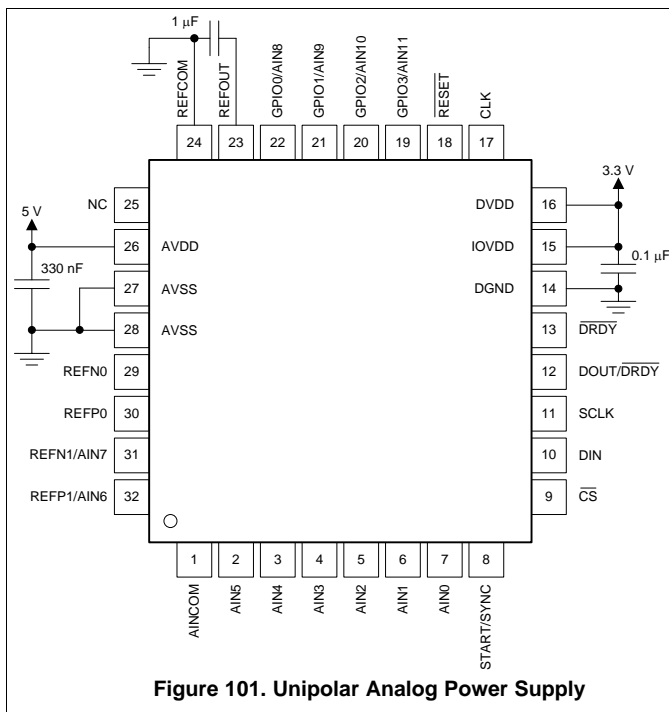 1 μF
REFCOM
REFOUT
GPIO0/AIN8
GPIO1/AIN9
GPIO2/AIN10
GPIO3/AIN11
RESET
CLK
24
23
22
21
20
19
18
17
NC
25
5 V
26
AVDD
330 nF
27
AVSS
28
AVSS
REFN0
29
REFP0
30
REFN1/AIN7
31
REFP1/AIN6
32
3.3 V
DVDD
16
IOVDD
15
0.1 μF
DGND
14
13
DRDY
12
DOUT/DRDY
11
SCLK
10
DIN
9
CS
1
2
3
4
5
6
7
8
AINCOM
AIN5
AIN4
AIN3
AIN2
AIN1
AIN0
START/SYNC
Figure 101. Unipolar Analog Power Supply